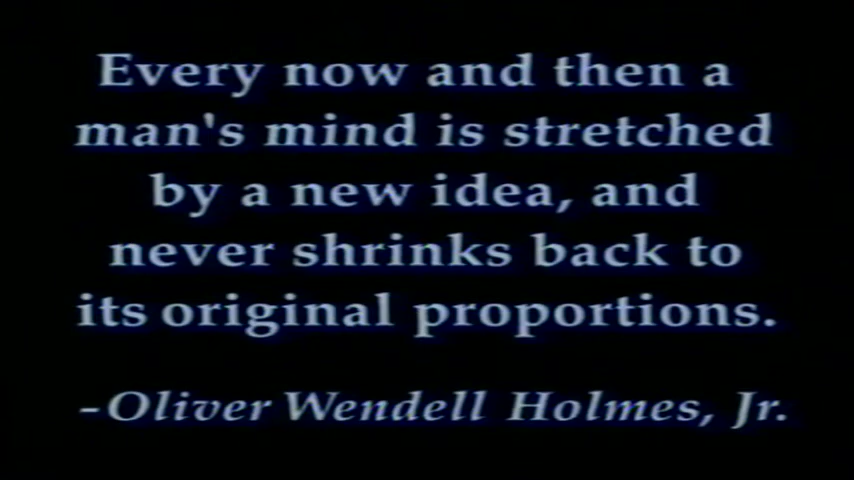 Every now and then a
man's mind is stretched
by a new idea, and
never shrinks back to
its original proportions.
-Oliver Wendell Holmes, Jr.